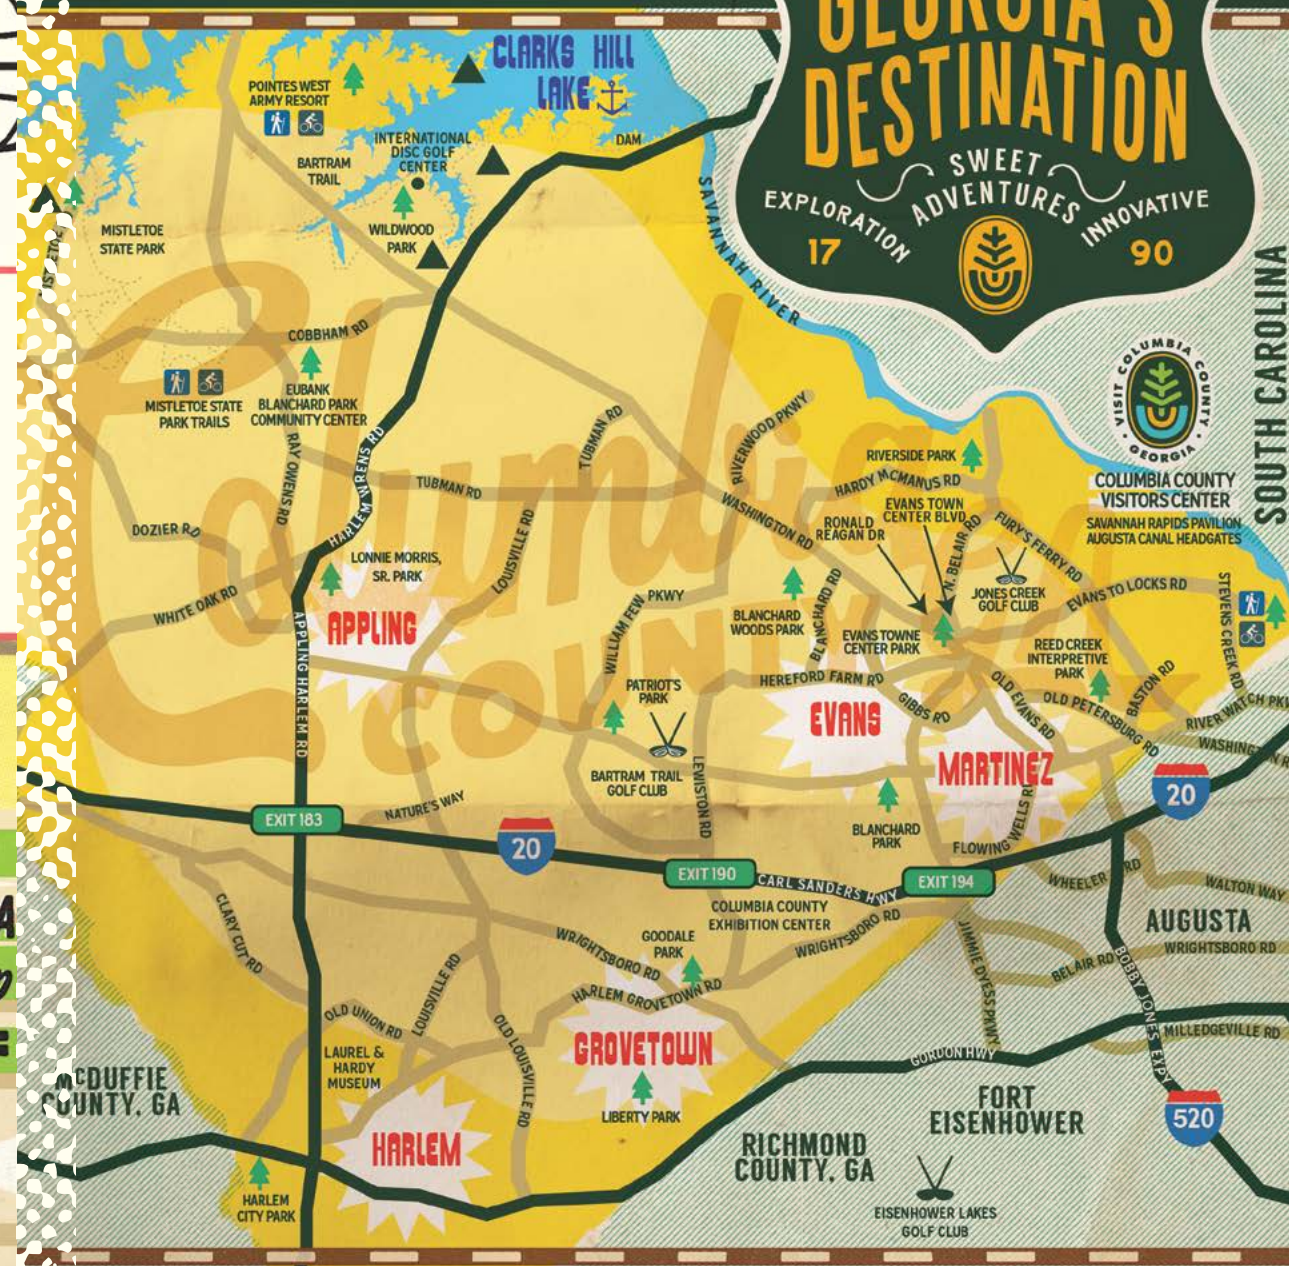 GEORGIA'S
DESTINATION
SWEET
ADVENTURES
EXPLORATION
INNOVATIVE
17
90
CLARKS HILL
LAKE
POINTES WEST
ARMY RESORT
INTERNATIONAL
DISC GOLF
CENTER
BARTRAM
TRAIL
DAM
WILDWOOD
PARK
MISTLETOE
STATE PARK
SAVANNAH RIVER
SOUTH CAROLINA
VISIT COLUMBIA COUNTY
GEORGIA
COLUMBIA COUNTY
VISITORS CENTER
SAVANNAH RAPIDS PAVILION
AUGUSTA CANAL HEADGATES
Columbia
COUNTY
COBBHAM RD
EUBANK
BLANCHARD PARK
COMMUNITY CENTER
MISTLETOE STATE
PARK TRAILS
RAY OWENS RD
HARLEM WRENS RD
TUBMAN RD
TUBMAN RD
RIVERWOOD PKWY
RIVERSIDE PARK
HARDY MCMANUS RD
EVANS TOWN
CENTER BLVD
WASHINGTON RD
RONALD
REAGAN DR
N. BELAIR RD
FURY'S FERRY RD
DOZIER RD
LOUISVILLE RD
LONNIE MORRIS,
SR. PARK
WHITE OAK RD
APPLING
APPLING HARLEM RD
WILLIAM FEW PKWY
BLANCHARD
WOODS PARK
BLANCHARD RD
EVANS TOWNE
CENTER PARK
JONES CREEK
GOLF CLUB
EVANS TO LOCKS RD
STEVENS CREEK RD
REED CREEK
INTERPRETIVE
PARK
HEREFORD FARM RD
PATRIOT'S
PARK
GIBBS RD
OLD EVANS RD
OLD PETERSBURG RD
BASTON RD
RIVER WATCH PKW
WASHINGTON R
EVANS
MARTINEZ
BARTRAM TRAIL
GOLF CLUB
LEWISTON RD
BLANCHARD
PARK
FLOWING WELLS RD
NATURE'S WAY
EXIT 183
20
EXIT 190
CARL SANDERS HWY
EXIT 194
20
WHEELER RD
WALTON WAY
COLUMBIA COUNTY
EXHIBITION CENTER
AUGUSTA
CLARY CUT RD
WRIGHTSBORO RD
GOODALE
PARK
WRIGHTSBORO RD
JIMMIE DYESS PKWY
BELAIR RD
WRIGHTSBORO RD
BOBBY JONES EXPY
LOUISVILLE RD
HARLEM GROVETOWN RD
OLD UNION RD
OLD LOUISVILLE RD
LAUREL &
HARDY
MUSEUM
GROVETOWN
GORDON HWY
MILLEDGEVILLE RD
MCDUFFIE
COUNTY, GA
LIBERTY PARK
FORT
EISENHOWER
520
HARLEM
RICHMOND
COUNTY, GA
HARLEM
CITY PARK
EISENHOWER LAKES
GOLF CLUB